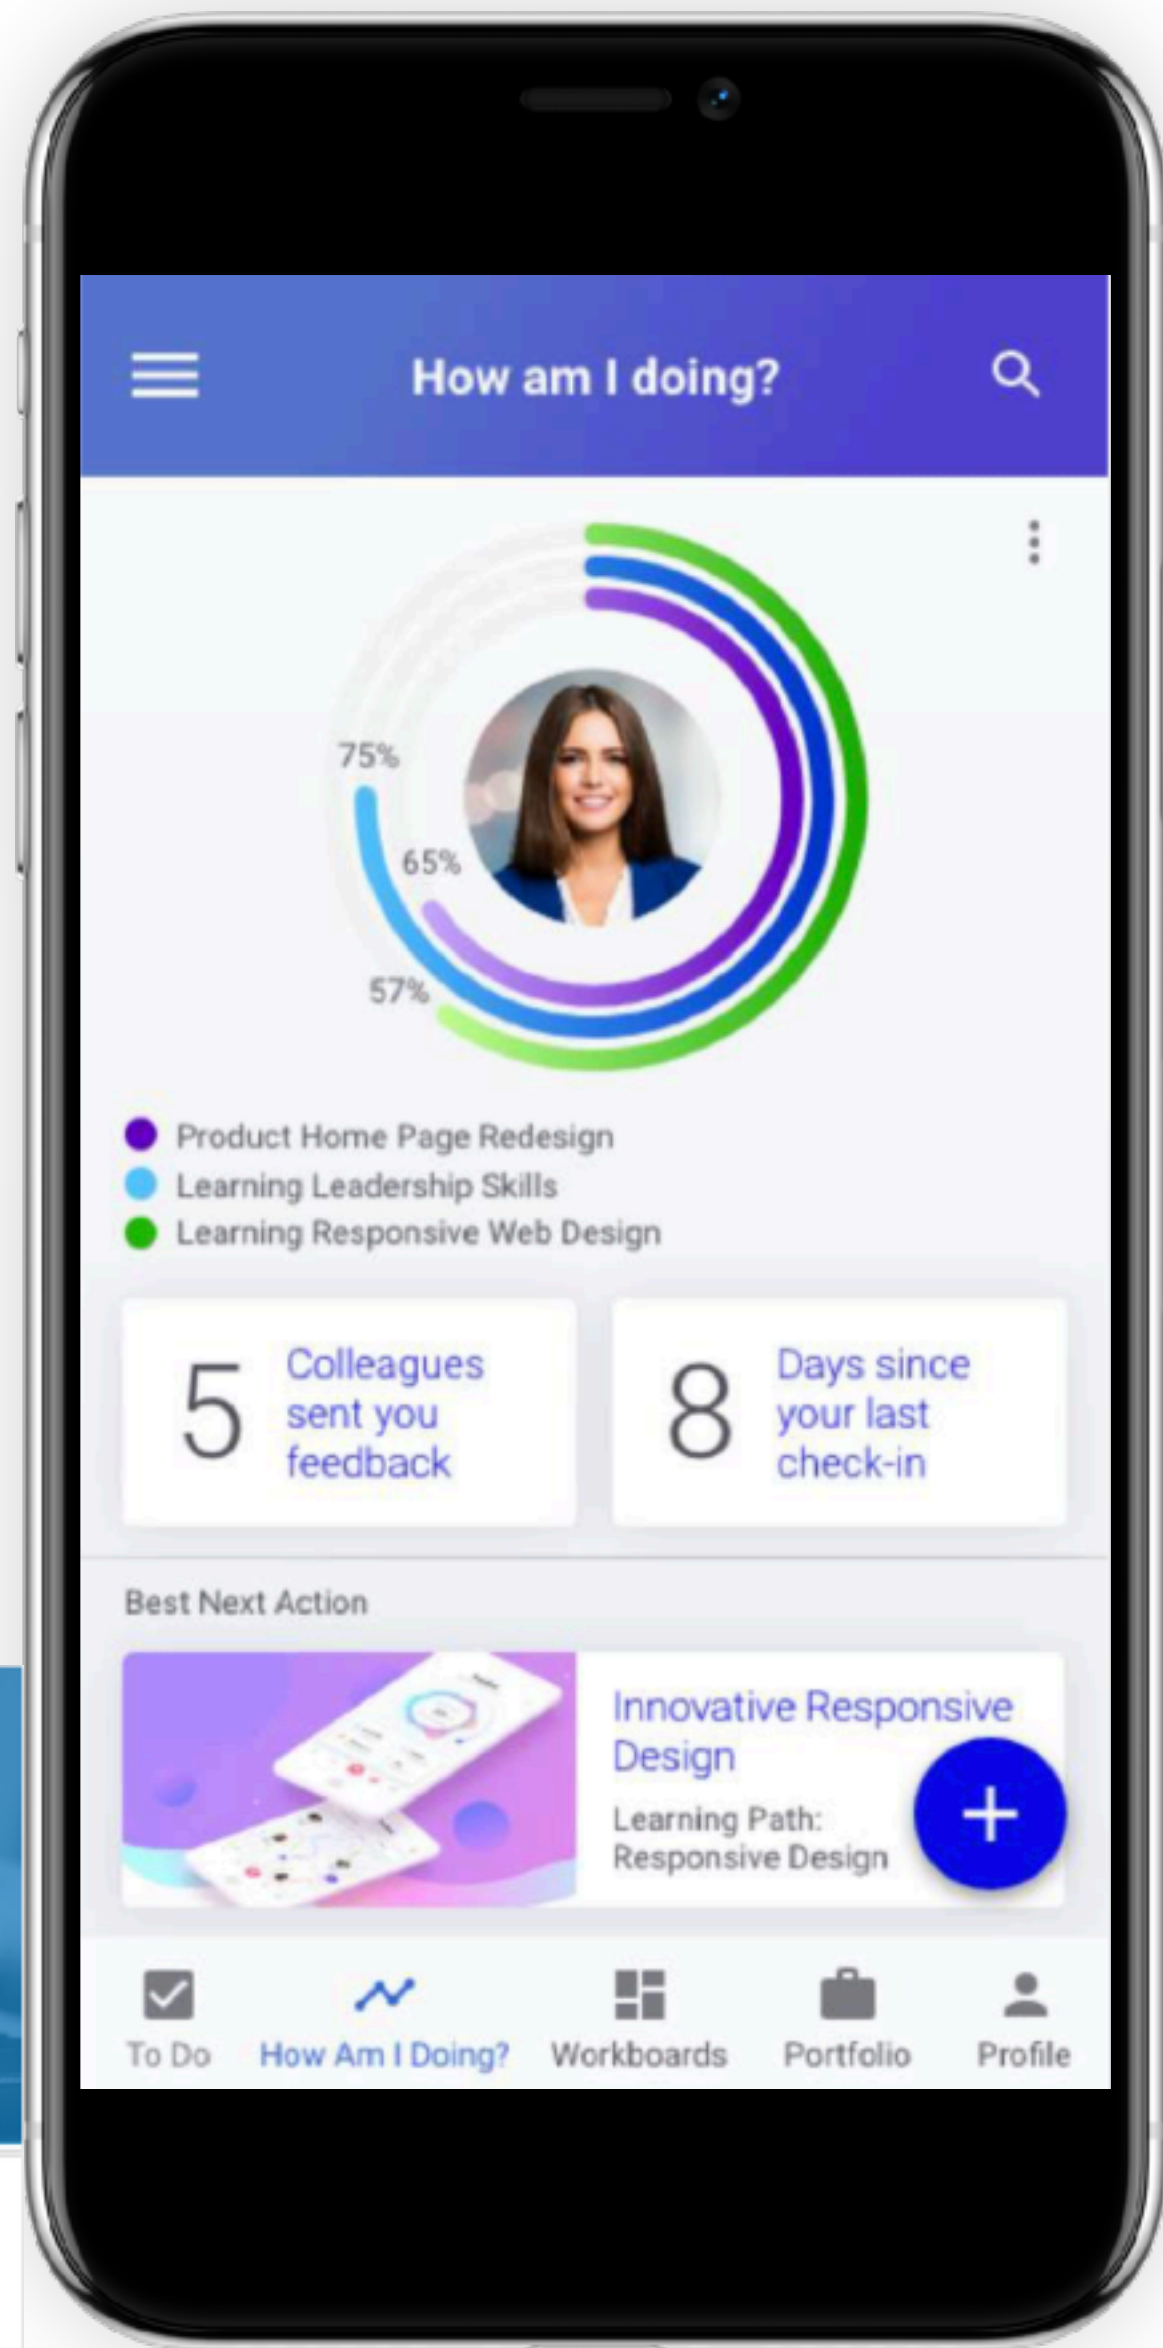 How am I doing?
75%
65%
57%
Product Home Page Redesign
Learning Leadership Skills
Learning Responsive Web Design
5
Colleagues
sent you
feedback
8
Days since
your last
check-in
Best Next Action
Innovative Responsive
Design
Learning Path:
Responsive Design
To Do
How Am I Doing?
Workboards
Portfolio
Profile